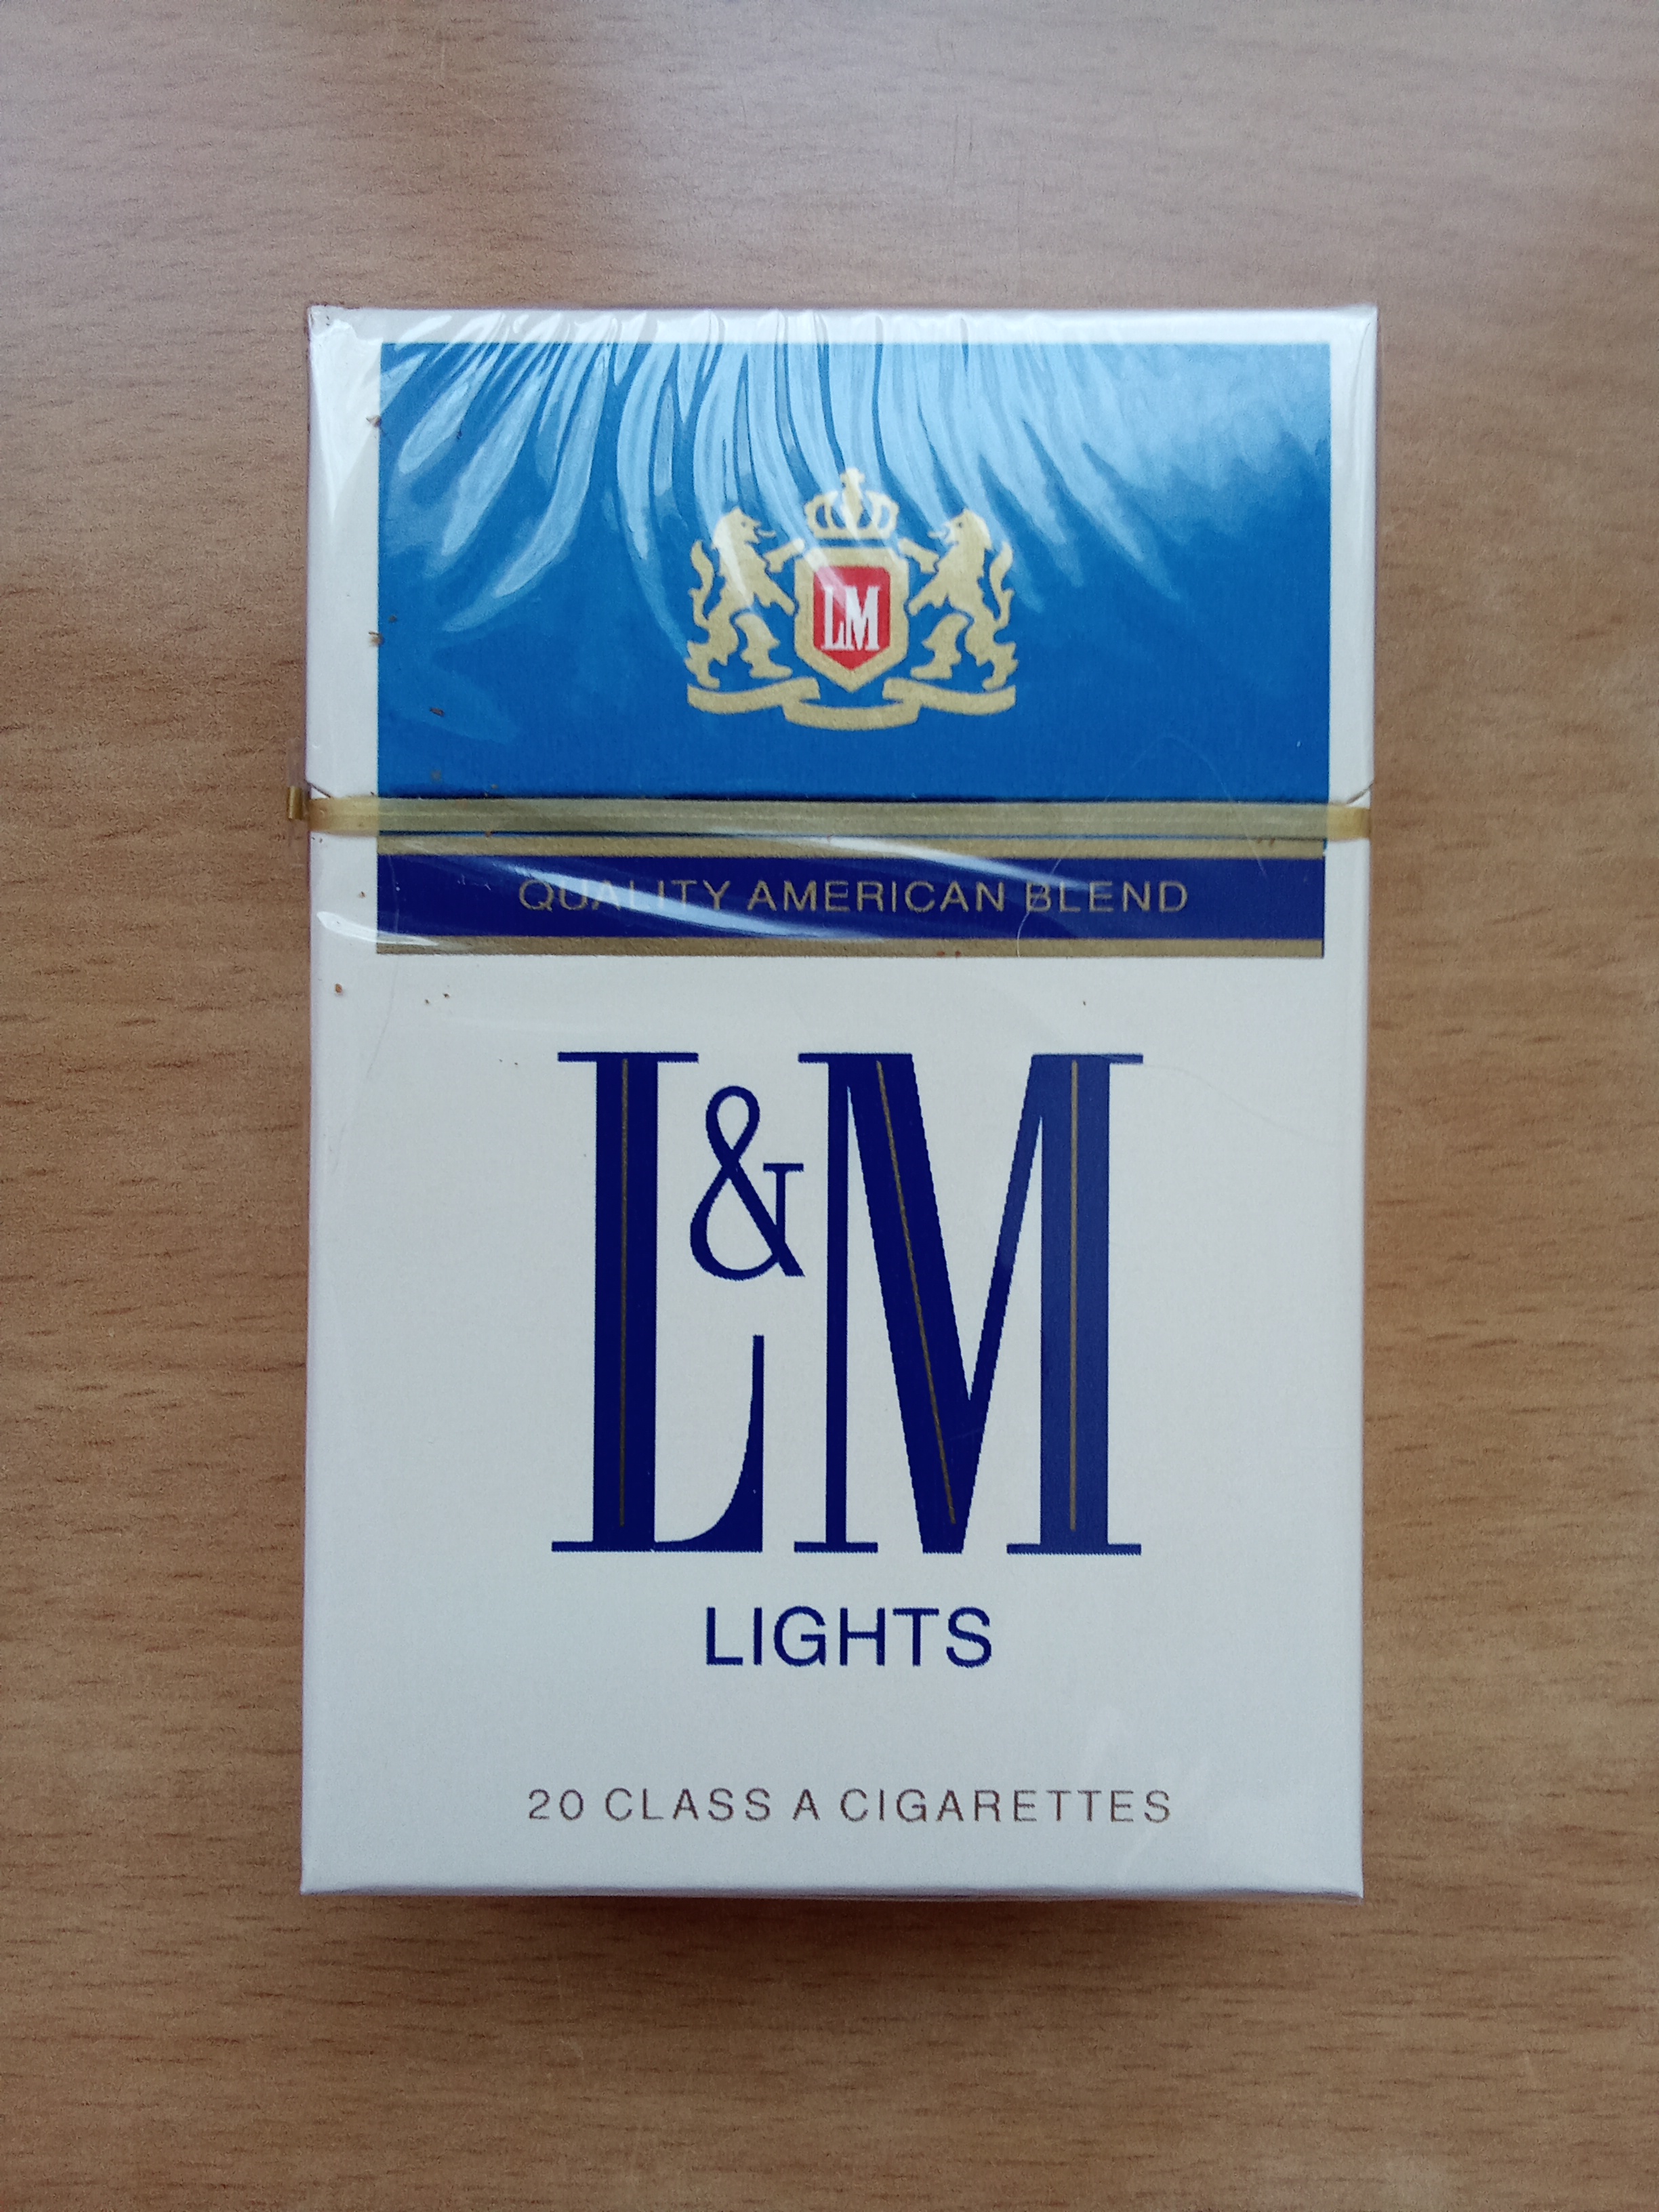 LM
QUALITY AMERICAN BLEND
L&M
LIGHTS
20 CLASS A CIGARETTES